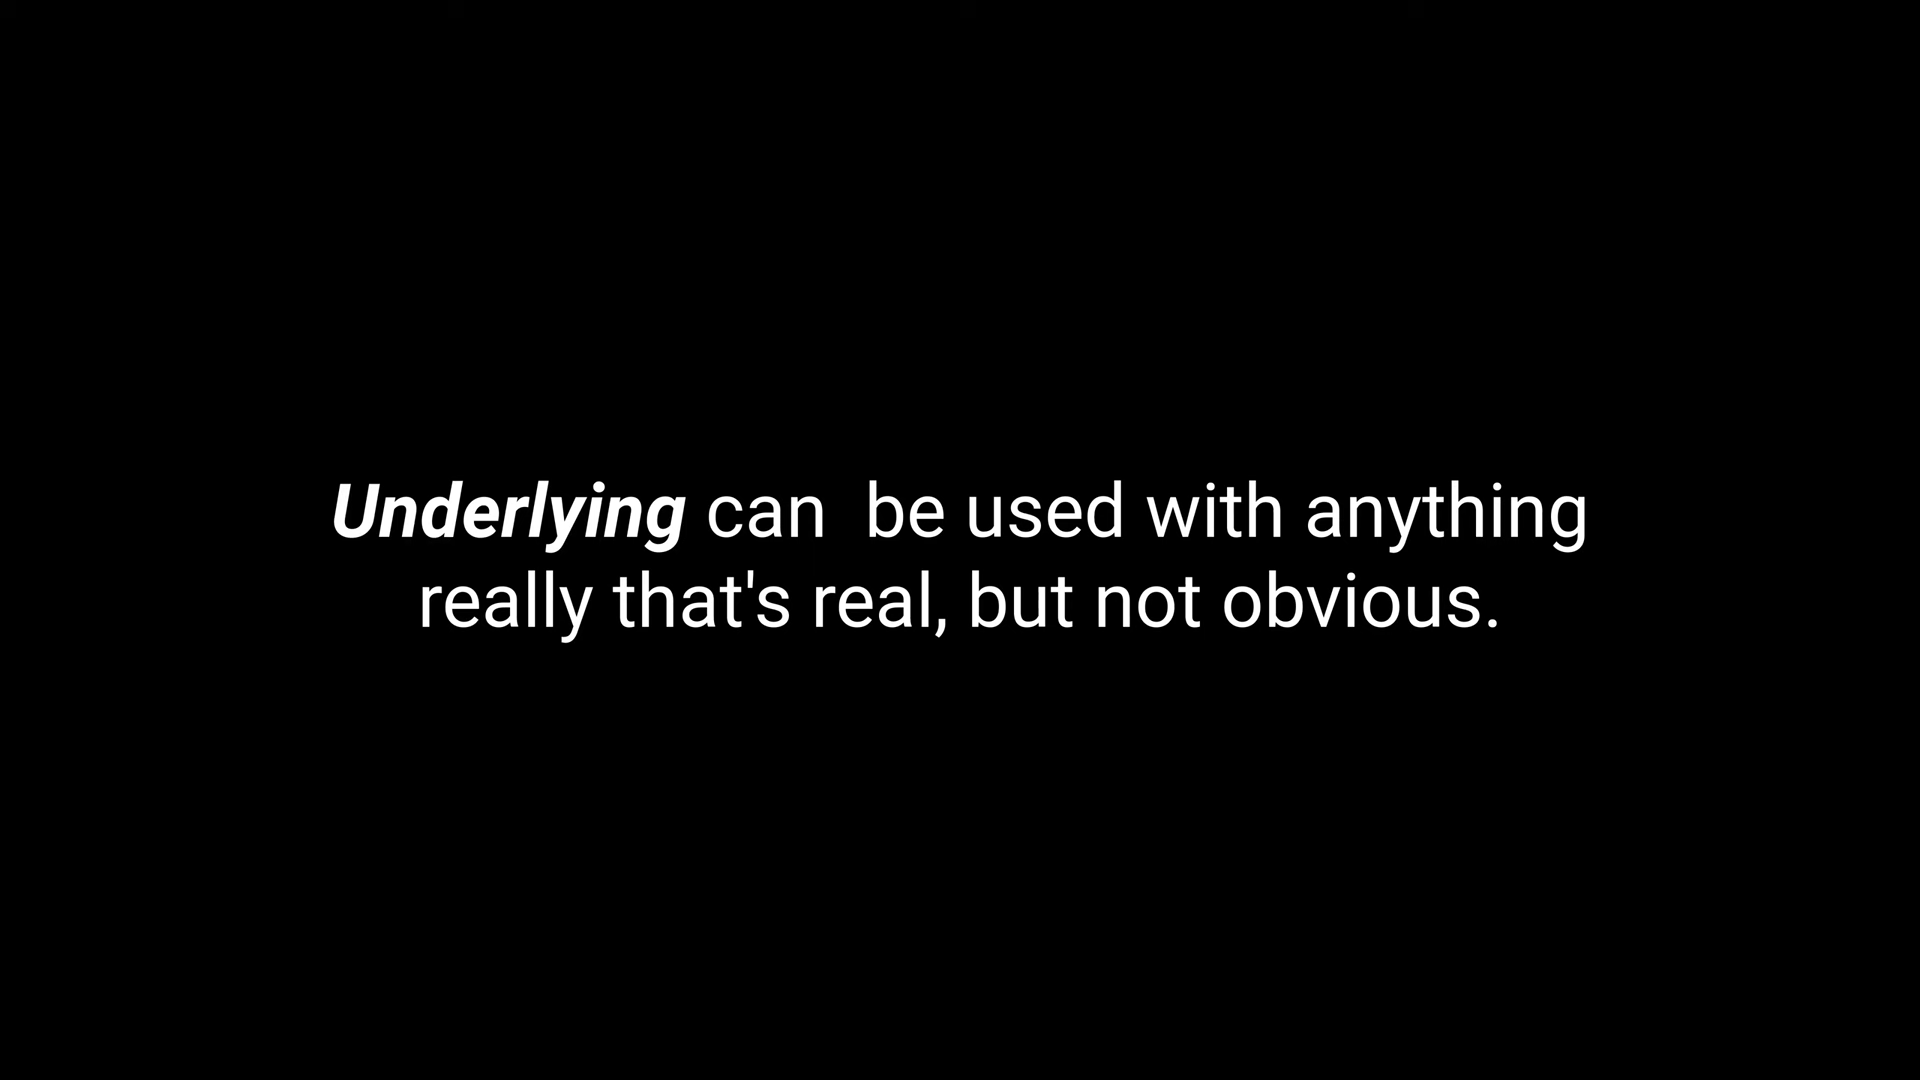 Underlying can  be used with anything
really that's real, but not obvious.